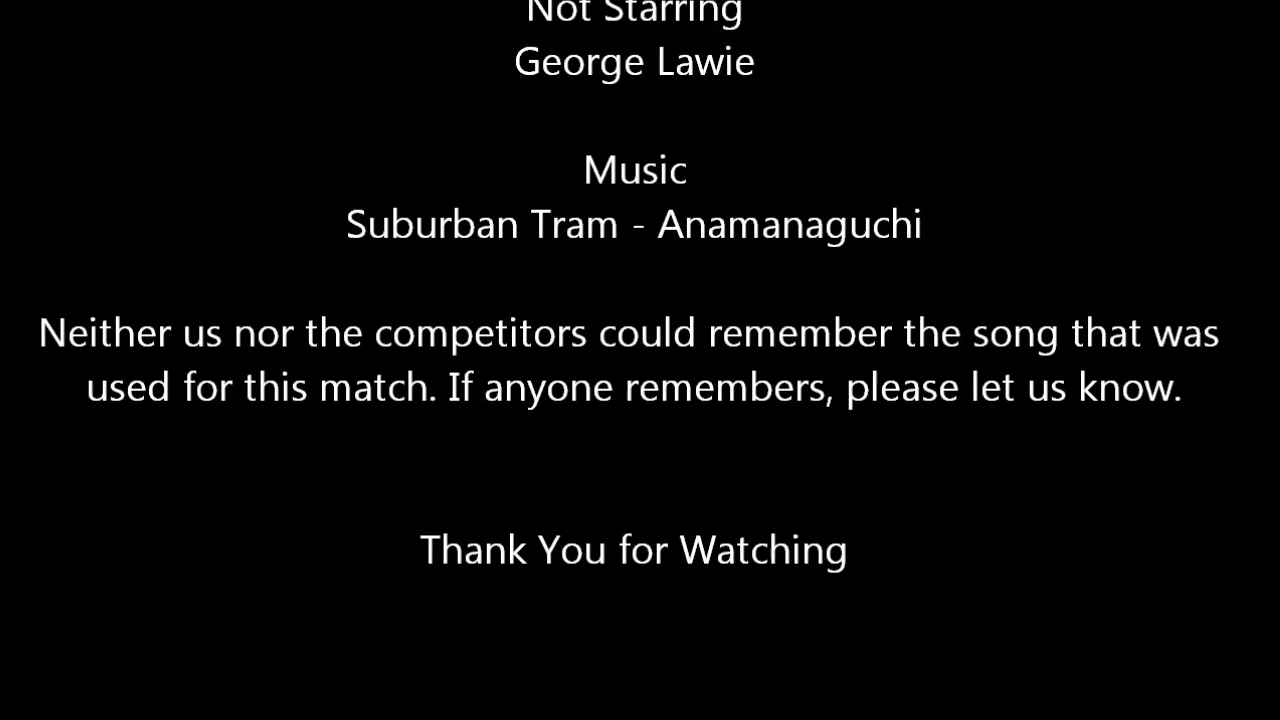 Not Starring
George Lawie
Music
Suburban Tram - Anamanaguchi
Neither us nor the competitors could remember the song that was
used for this match. If anyone remembers, please let us know.
Thank You for Watching